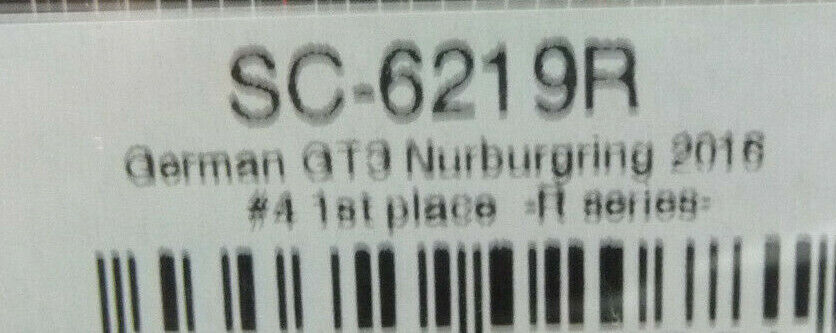 SC-6219R
German GT3 Nurburgring 2016
#4 1st place -R series-